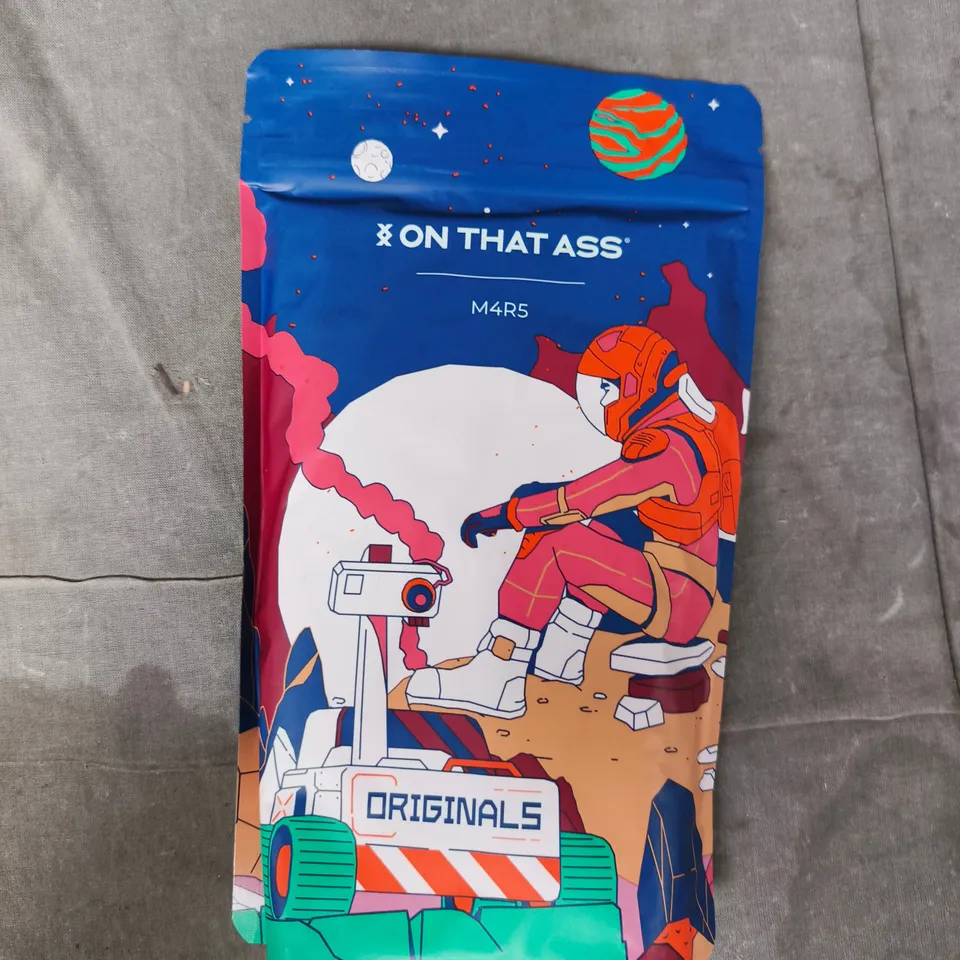 ON THAT ASS®
M4R5
ORIGINALS